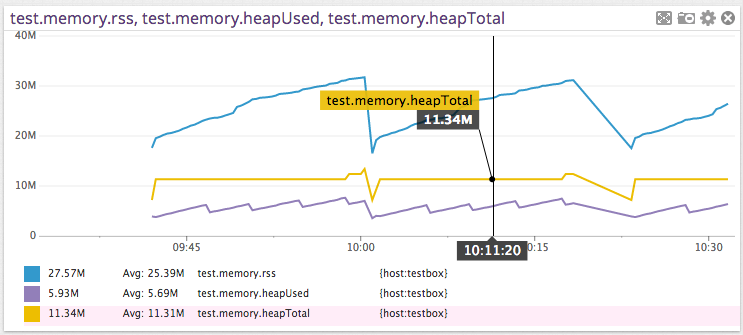 test.memory.rss, test.memory.heapUsed, test.memory.heapTotal
40M
30M
test.memory.heapTotal
11.34M
20M
10M
0
09:45 10:00 10:11:20 10:15 10:30
27.57M Avg: 25.39M test.memory.rss {host:testbox}
5.93M Avg: 5.69M test.memory.heapUsed {host:testbox}
11.34M Avg: 11.31M test.memory.heapTotal {host:testbox}